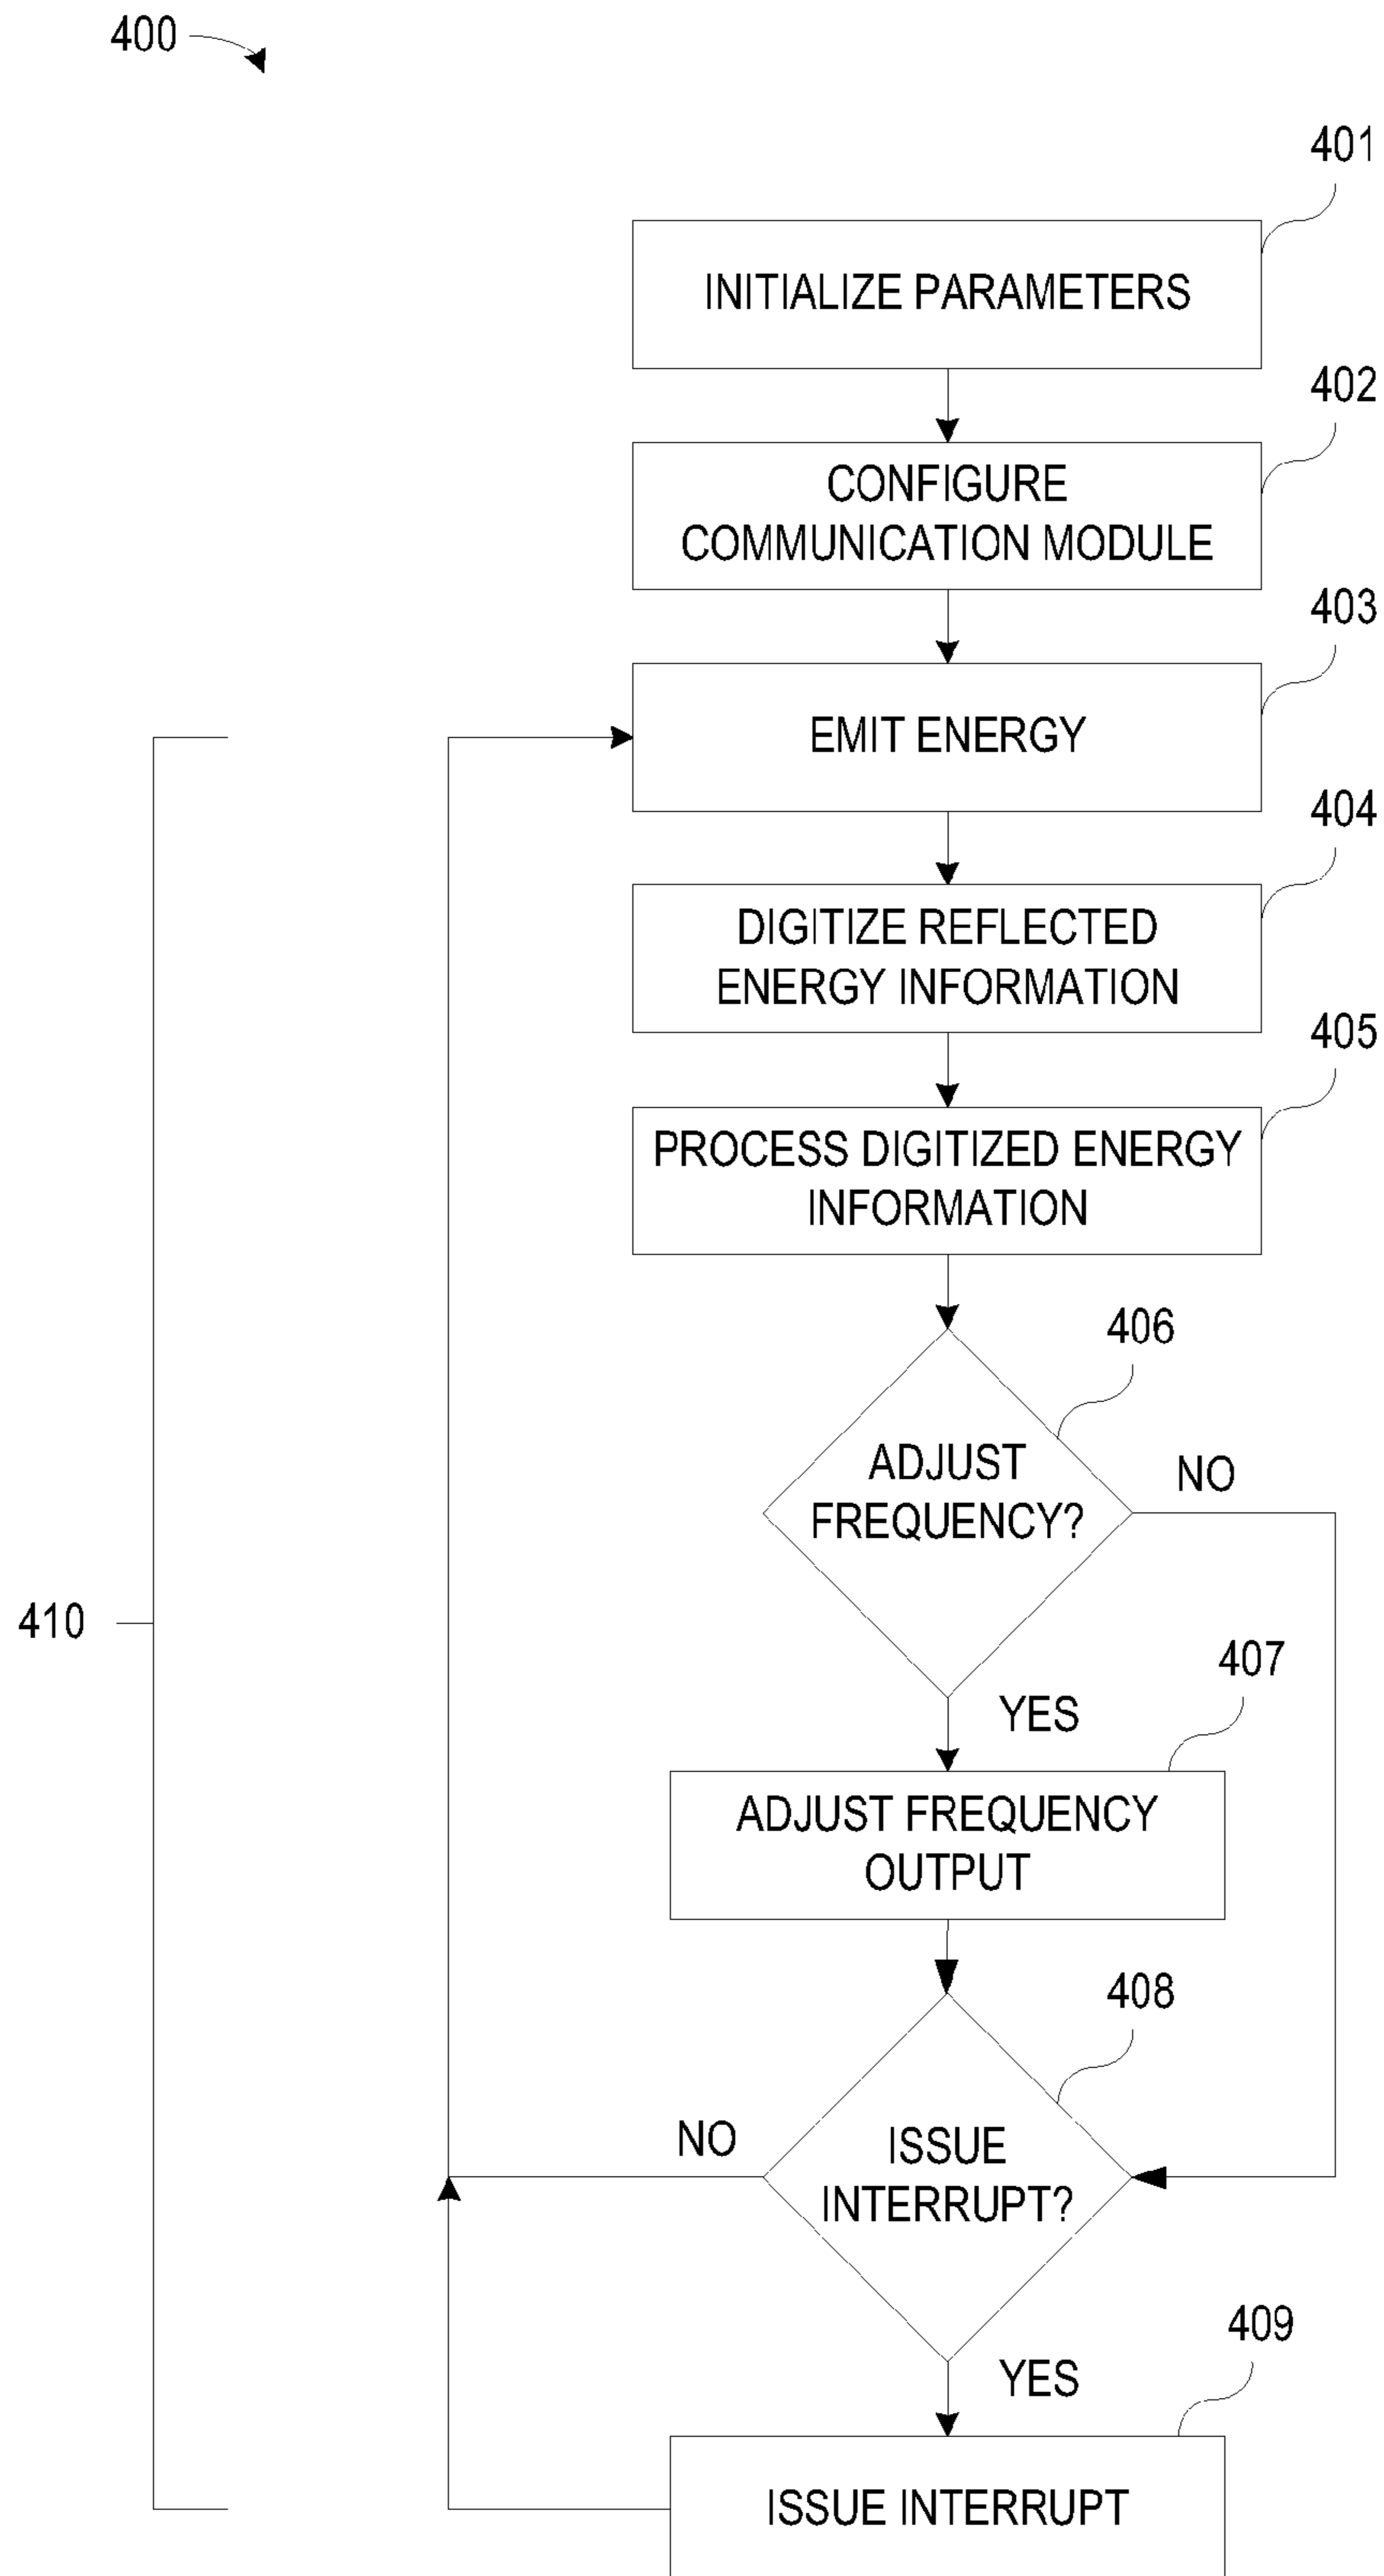 400
401
INITIALIZE PARAMETERS
402
CONFIGURE
COMMUNICATION MODULE
403
EMIT ENERGY
404
DIGITIZE REFLECTED
ENERGY INFORMATION
405
PROCESS DIGITIZED ENERGY
INFORMATION
406
ADJUST
FREQUENCY?
NO
410
407
YES
ADJUST FREQUENCY
OUTPUT
408
NO
ISSUE
INTERRUPT?
409
YES
ISSUE INTERRUPT